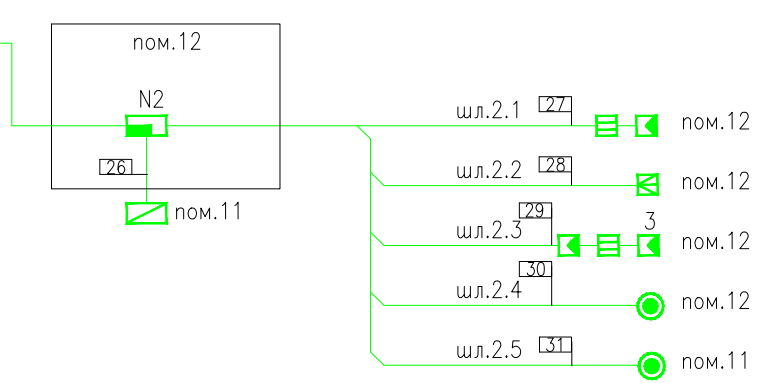 пом.12
N2
26
пом.11
шл.2.1 27 пом.12
шл.2.2 28 пом.12
29 3
шл.2.3 пом.12
30
шл.2.4 пом.12
шл.2.5 31 пом.11